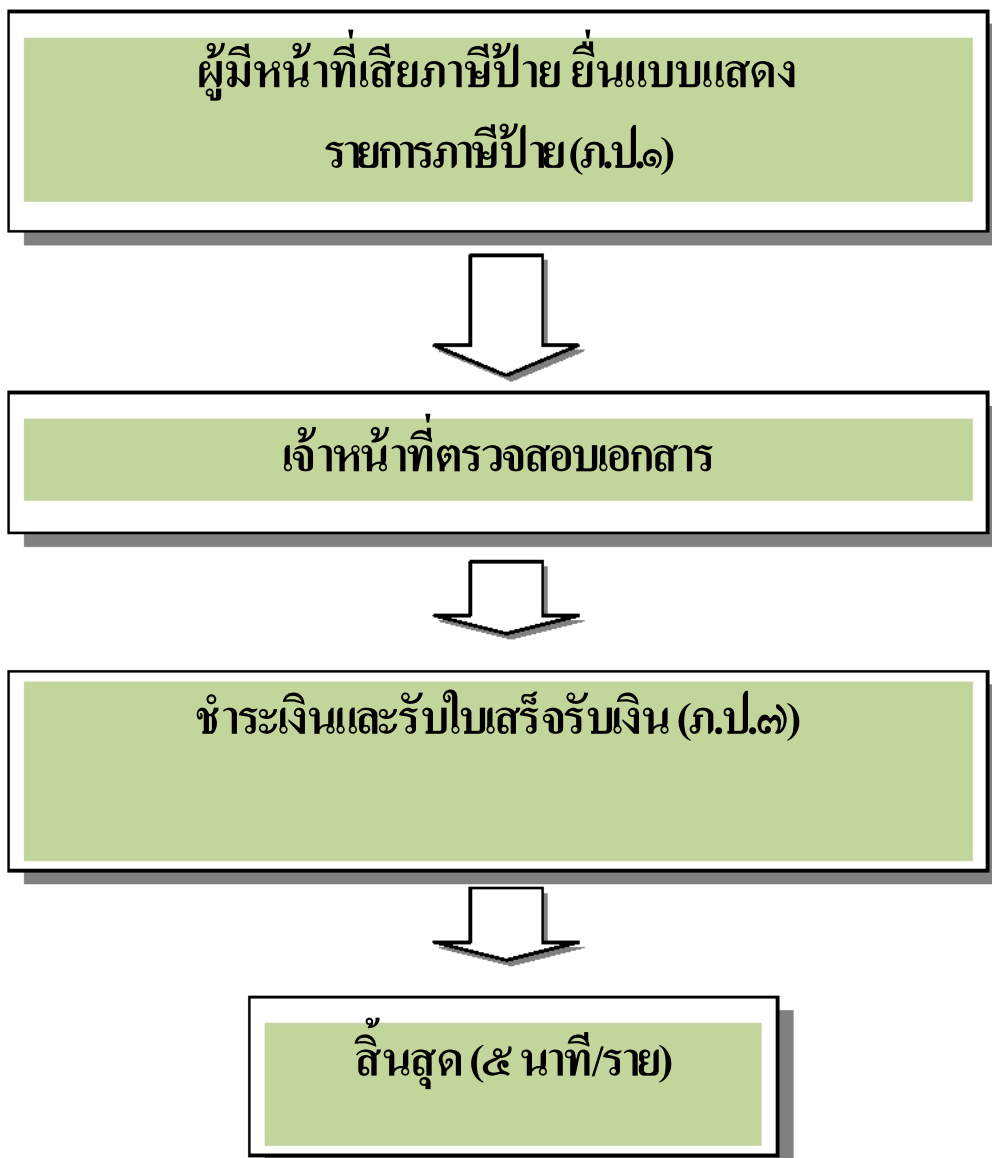 ผู้มีหน้าที่เสียภาษีป้าย ยื่นแบบแสดง
รายการภาษีป้าย (ภ.ป.๑)
เจ้าหน้าที่ตรวจสอบเอกสาร
ชำระเงินและรับใบเสร็จรับเงิน (ภ.ป.๗)
สิ้นสุด (๕ นาที/ราย)